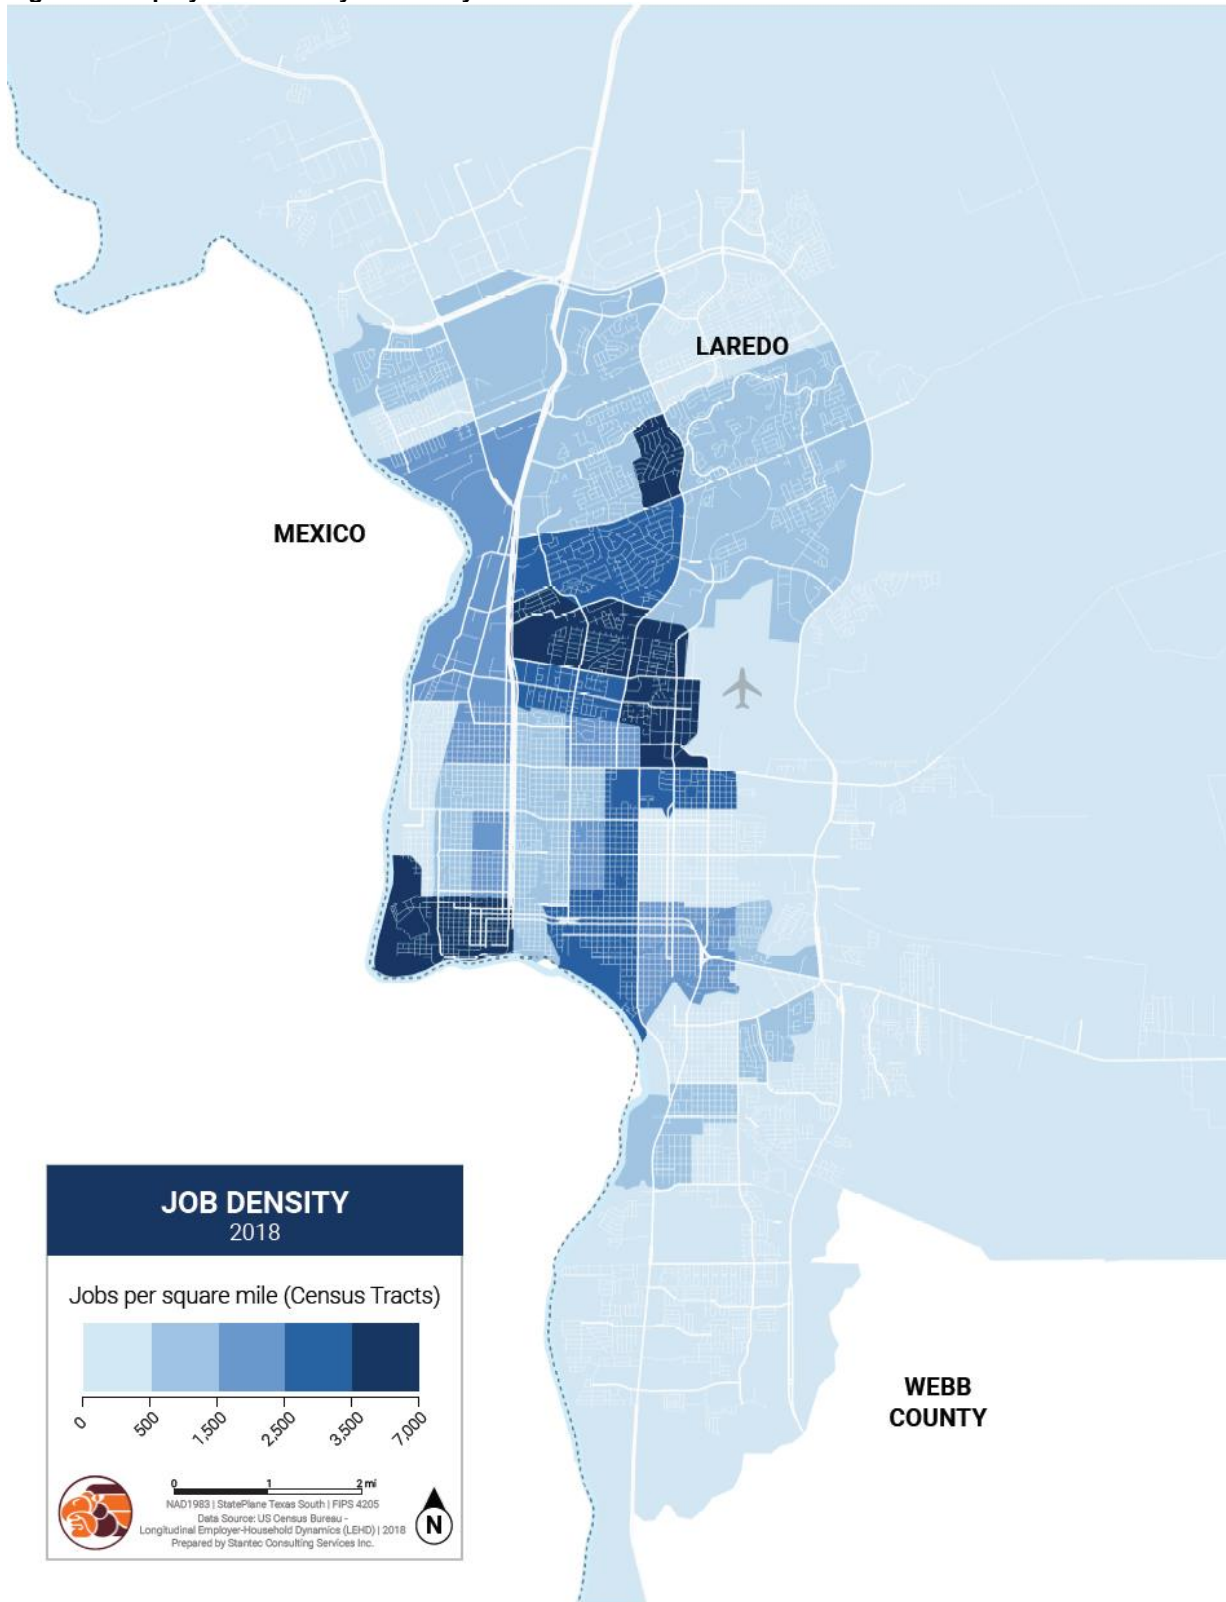 LAREDO
MEXICO
WEBB
COUNTY
JOB DENSITY
2018
Jobs per square mile (Census Tracts)
0 500 1,500 2,500 3,500 7,000
0 1 2 mi
NAD1983 | StatePlane Texas South | FIPS 4205
Data Source: US Census Bureau -
Longitudinal Employer-Household Dynamics (LEHD) | 2018
Prepared by Stantec Consulting Services Inc.
N